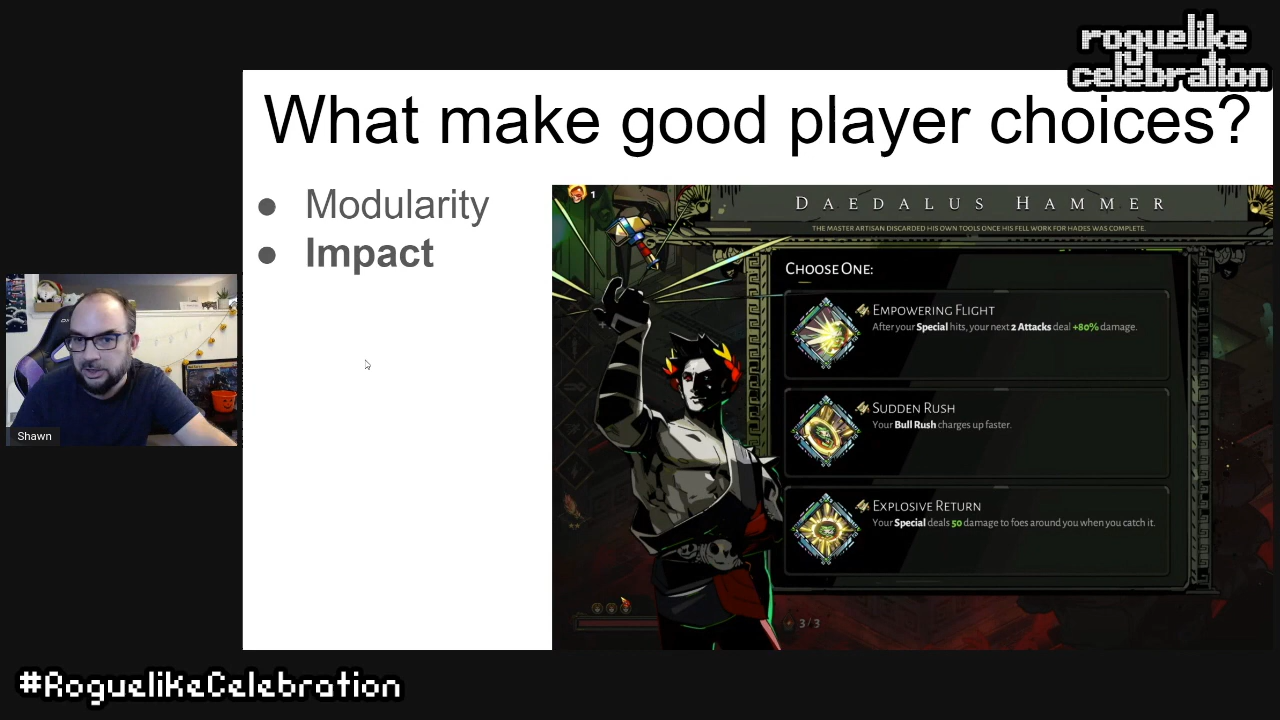 roguelike
celebration
What make good player choices?
● Modularity
● Impact
1
DAEDALUS HAMMER
THE MASTER ARTISAN DISCARDED HIS OWN TOOLS ONCE HIS FELL WORK FOR HADES WAS COMPLETE.
CHOOSE ONE:
EMPOWERING FLIGHT
After your Special hits, your next 2 Attacks deal +80% damage.
SUDDEN RUSH
Your Bull Rush charges up faster.
EXPLOSIVE RETURN
Your Special deals 50 damage to foes around you when you catch it.
3/3
Shawn
#RoguelikeCelebration